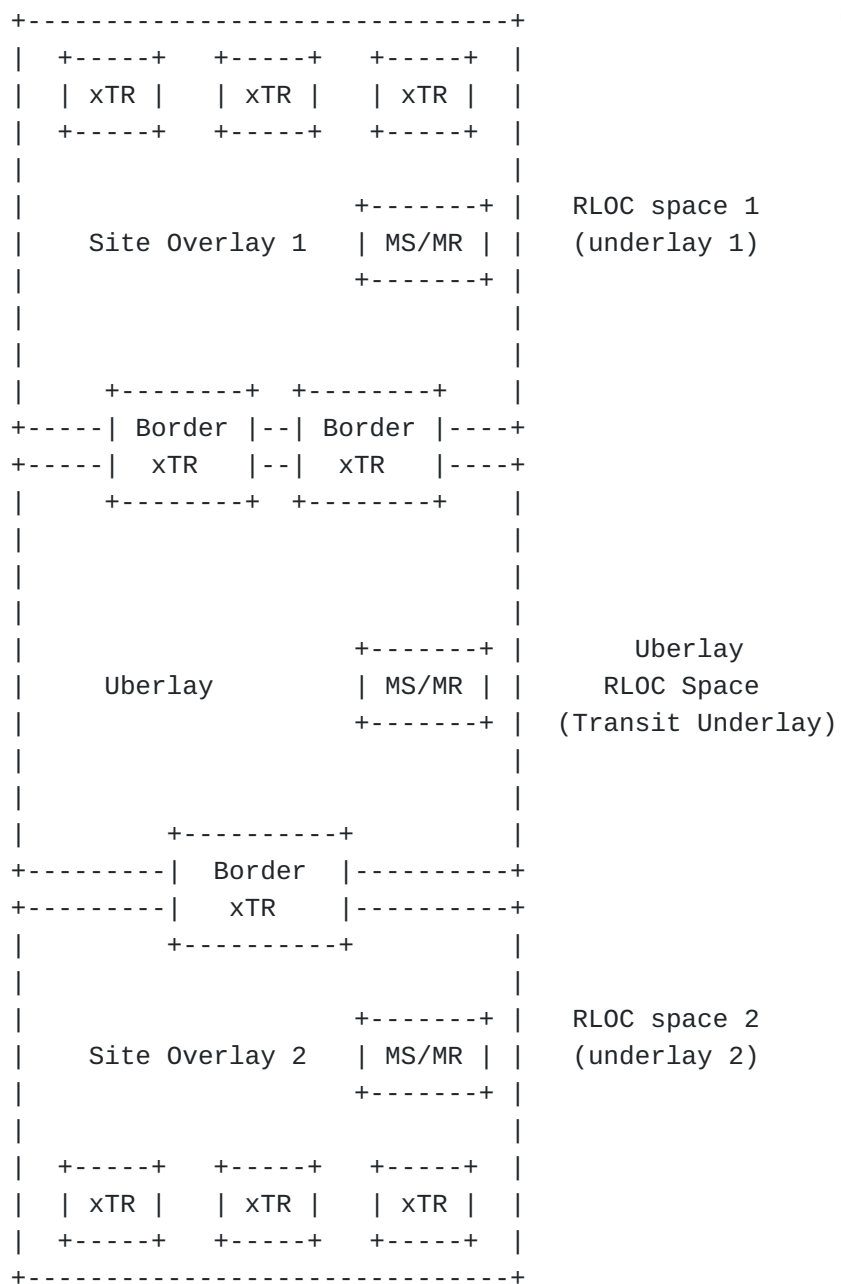 xTR xTR xTR
RLOC space 1
Site Overlay 1 MS/MR (underlay 1)
Border Border
xTR xTR
Uberlay
Uberlay MS/MR RLOC Space
(Transit Underlay)
Border
xTR
RLOC space 2
Site Overlay 2 MS/MR (underlay 2)
xTR xTR xTR